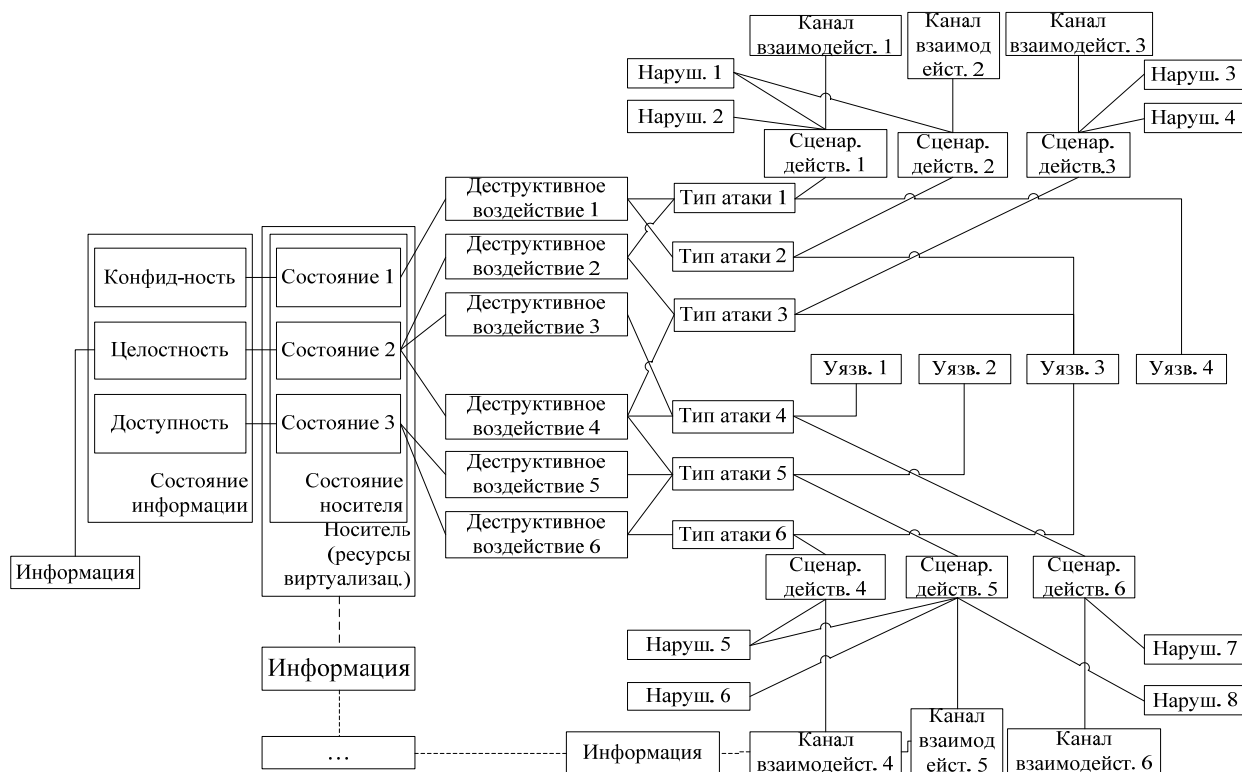 Канал
взаимодейст. 1
Канал
взаимод
ейст. 2
Канал
взаимодейст. 3
Наруш. 1
Наруш. 2
Наруш. 3
Наруш. 4
Сценар.
действ. 1
Сценар.
действ. 2
Сценар.
действ.3
Деструктивное
воздействие 1
Деструктивное
воздействие 2
Деструктивное
воздействие 3
Деструктивное
воздействие 4
Деструктивное
воздействие 5
Деструктивное
воздействие 6
Тип атаки 1
Тип атаки 2
Тип атаки 3
Тип атаки 4
Тип атаки 5
Тип атаки 6
Уязв. 1
Уязв. 2
Уязв. 3
Уязв. 4
Конфид-ность
Целостность
Доступность
Состояние
информации
Состояние 1
Состояние 2
Состояние 3
Состояние
носителя
Носитель
(ресурсы
виртуализац.)
Информация
Сценар.
действ. 4
Сценар.
действ. 5
Сценар.
действ. 6
Наруш. 5
Наруш. 6
Наруш. 7
Наруш. 8
Информация
...
Информация
Канал
взаимодейст. 4
Канал
взаимод
ейст. 5
Канал
взаимодейст. 6